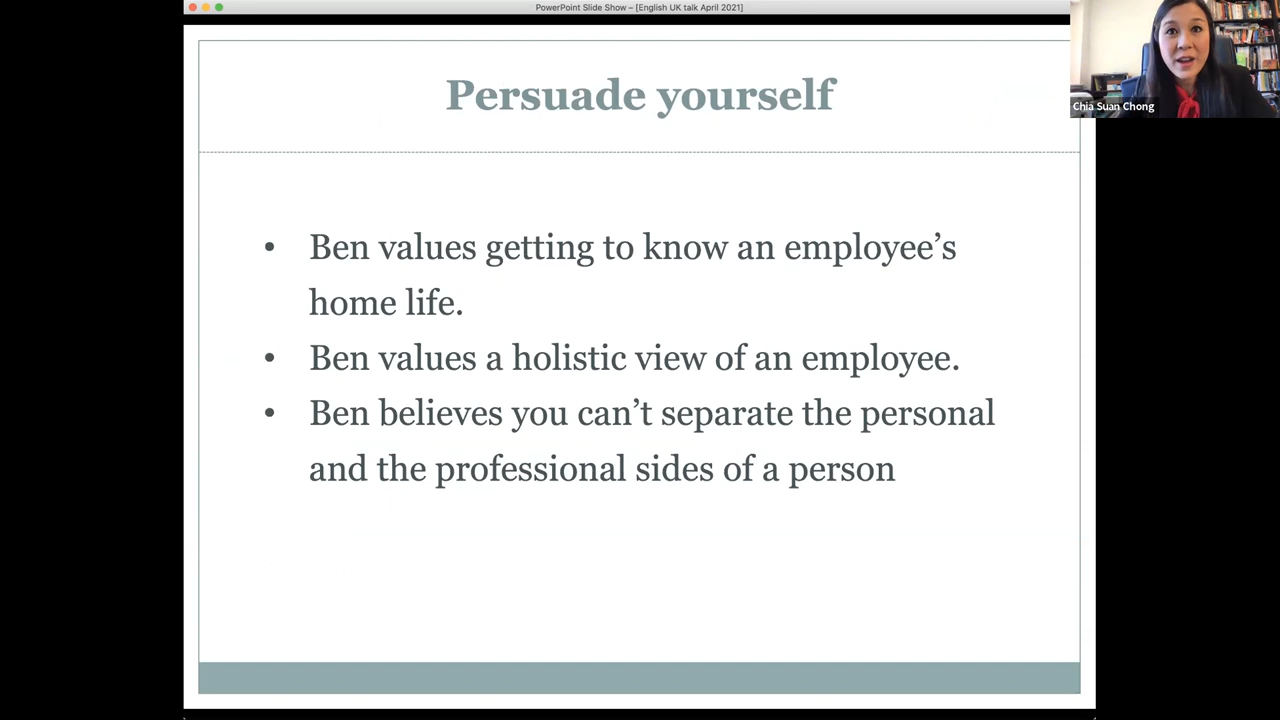 PowerPoint Slide Show – [English UK talk April 2021]
Chia Suan Chong
Persuade yourself
• Ben values getting to know an employee’s
home life.
• Ben values a holistic view of an employee.
• Ben believes you can’t separate the personal
and the professional sides of a person